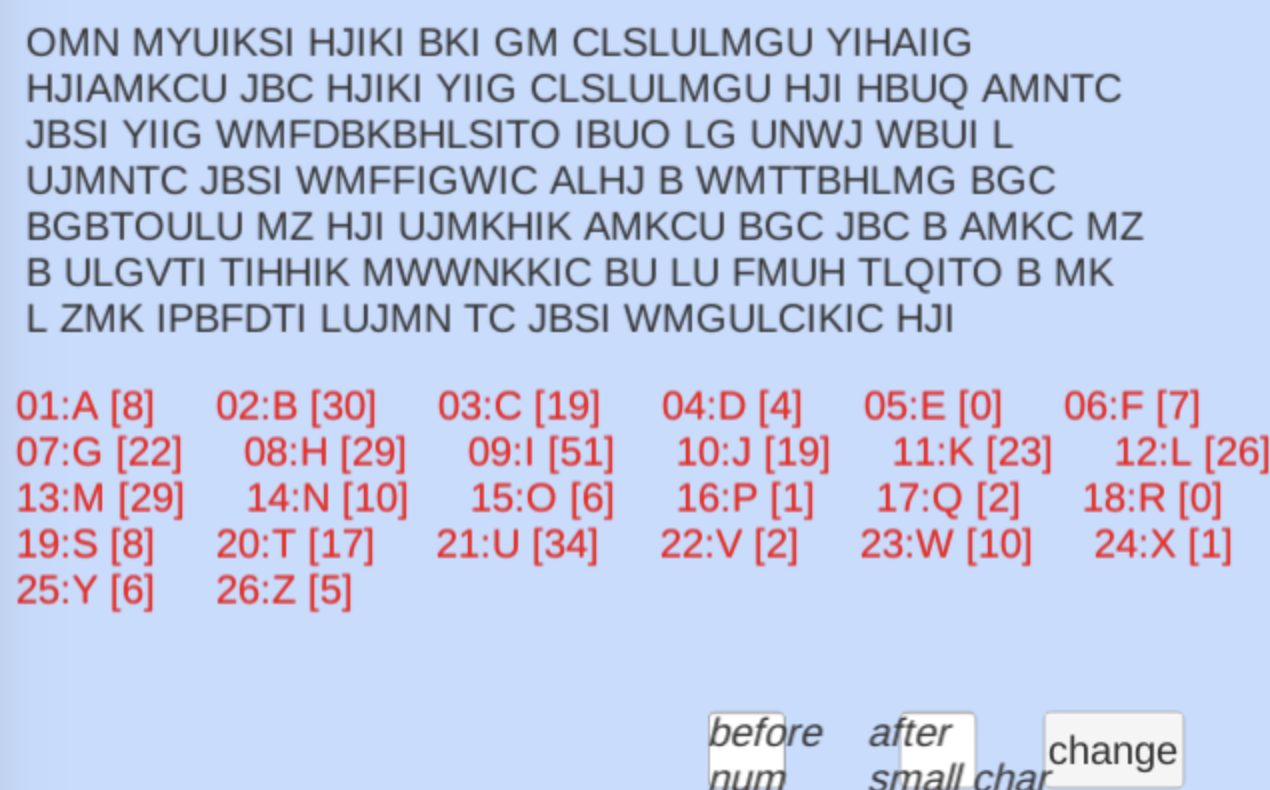 OMN MYUIKSI HJIKI BKI GM CLSLULMGU YIHAIIG
HJIAMKCU JBC HJIKI YIIG CLSLULMGU HJI HBUQ AMNTC
JBSI YIIG WMFDBKBHLSITO IBUO LG UNWJ WBUI L
UJMNTC JBSI WMFFIGWIC ALHJ B WMTTBHLMG BGC
BGBTOULU MZ HJI UJMKHIK AMKCU BGC JBC B AMKC MZ
B ULGVTI TIHHIK MWWNKKIC BU LU FMUH TLQITO B MK
L ZMK IPBFDTI LUJMN TC JBSI WMGULCIKIC HJI
01:A [8] 02:B [30] 03:C [19] 04:D [4] 05:E [0] 06:F [7]
07:G [22] 08:H [29] 09:I [51] 10:J [19] 11:K [23] 12:L [26]
13:M [29] 14:N [10] 15:O [6] 16:P [1] 17:Q [2] 18:R [0]
19:S [8] 20:T [17] 21:U [34] 22:V [2] 23:W [10] 24:X [1]
25:Y [6] 26:Z [5]
before after change
num small char